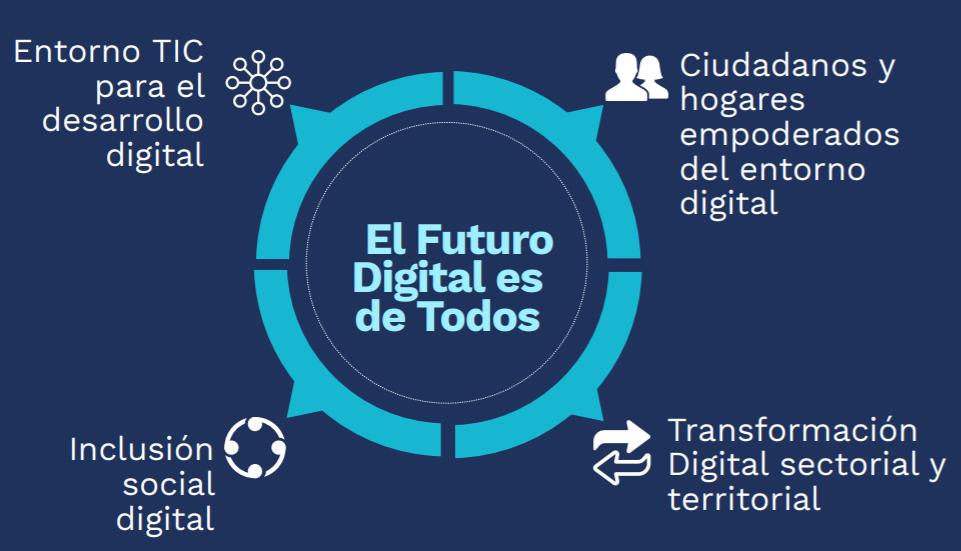 Entorno TIC
para el
desarrollo
digital
Ciudadanos y
hogares
empoderados
del entorno
digital
El Futuro
Digital es
de Todos
Inclusión
social
digital
Transformación
Digital sectorial y
territorial